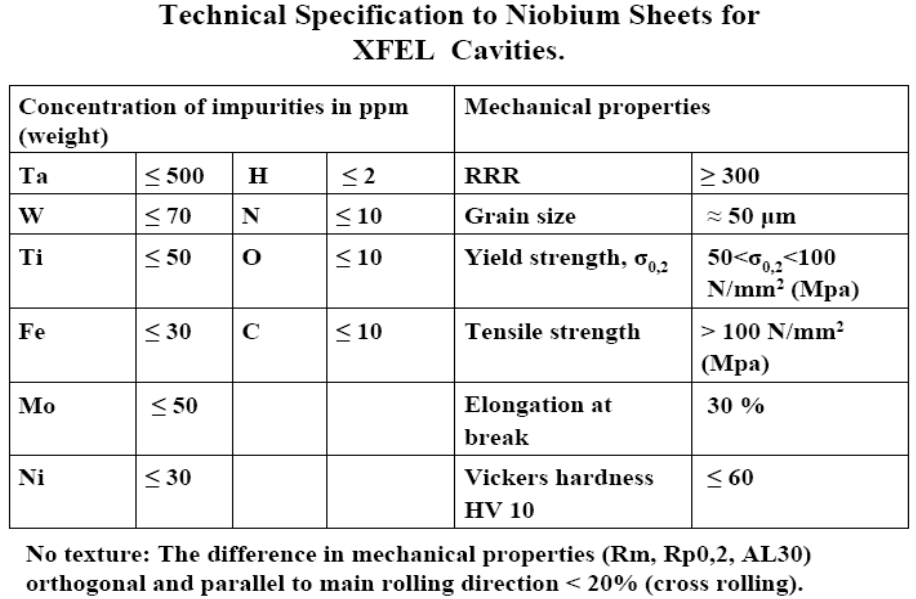 Technical Specification to Niobium Sheets for
XFEL Cavities.
Concentration of impurities in ppm
(weight)
Mechanical properties
Ta ≤ 500 H ≤ 2 RRR ≥ 300
W ≤ 70 N ≤ 10 Grain size ≈ 50 µm
Ti ≤ 50 O ≤ 10 Yield strength, σ0,2 50<σ0,2<100
N/mm² (Mpa)
Fe ≤ 30 C ≤ 10 Tensile strength > 100 N/mm²
(Mpa)
Mo ≤ 50 Elongation at 30 %
break
Ni ≤ 30 Vickers hardness ≤ 60
HV 10
No texture: The difference in mechanical properties (Rm, Rp0,2, AL30)
orthogonal and parallel to main rolling direction < 20% (cross rolling).